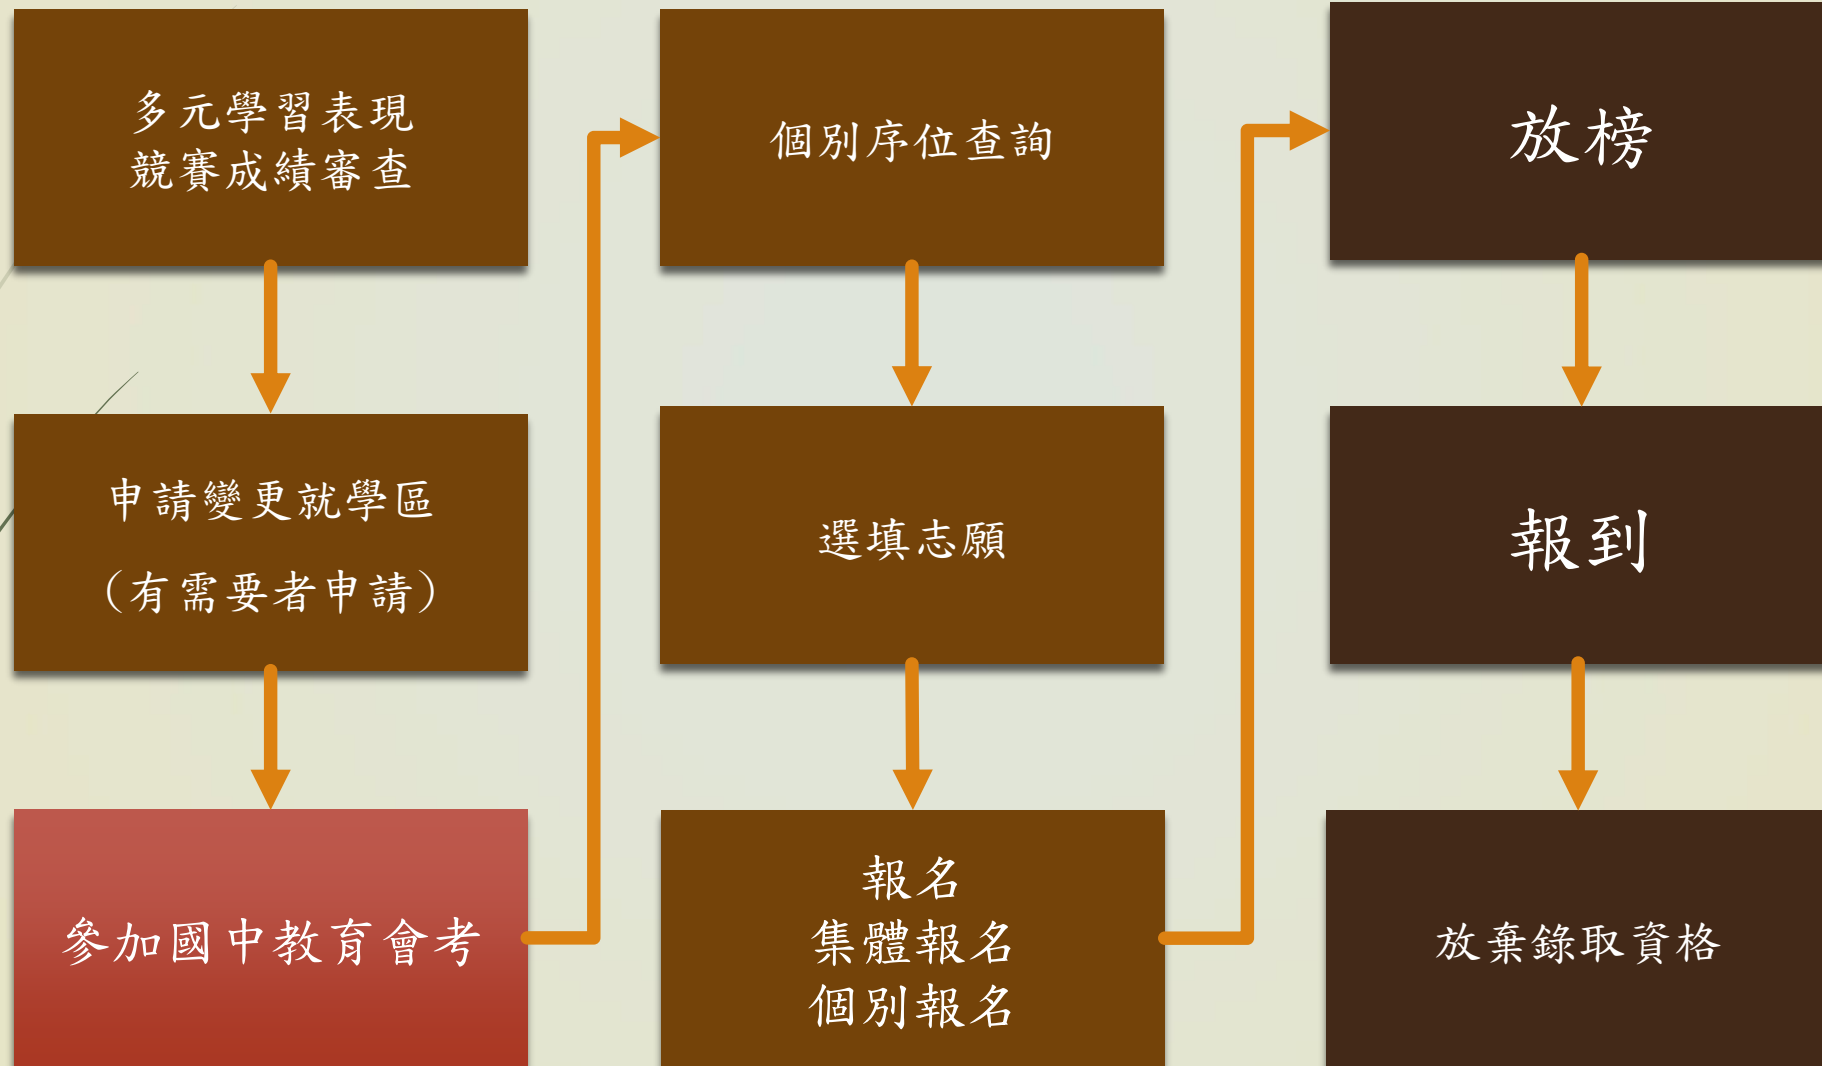 多元學習表現
競賽成績審查
申請變更就學區
（有需要者申請）
參加國中教育會考
個別序位查詢
選填志願
報名
集體報名
個別報名
放榜
報到
放棄錄取資格